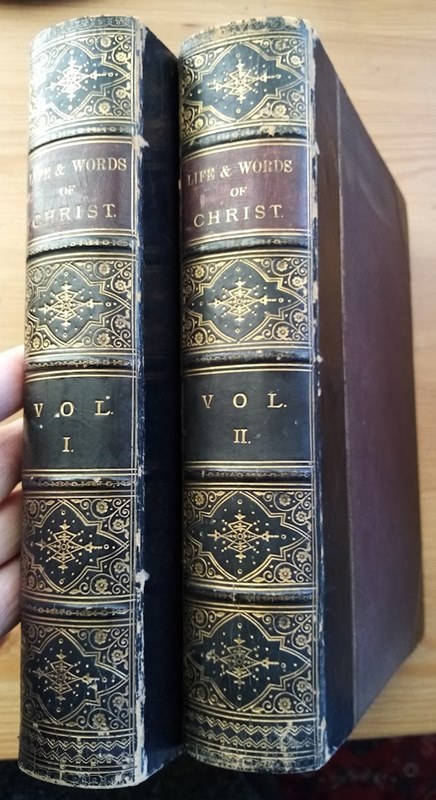 LIFE & WORDS
OF
CHRIST.
VOL.
I.
LIFE & WORDS
OF
CHRIST.
VOL.
II.